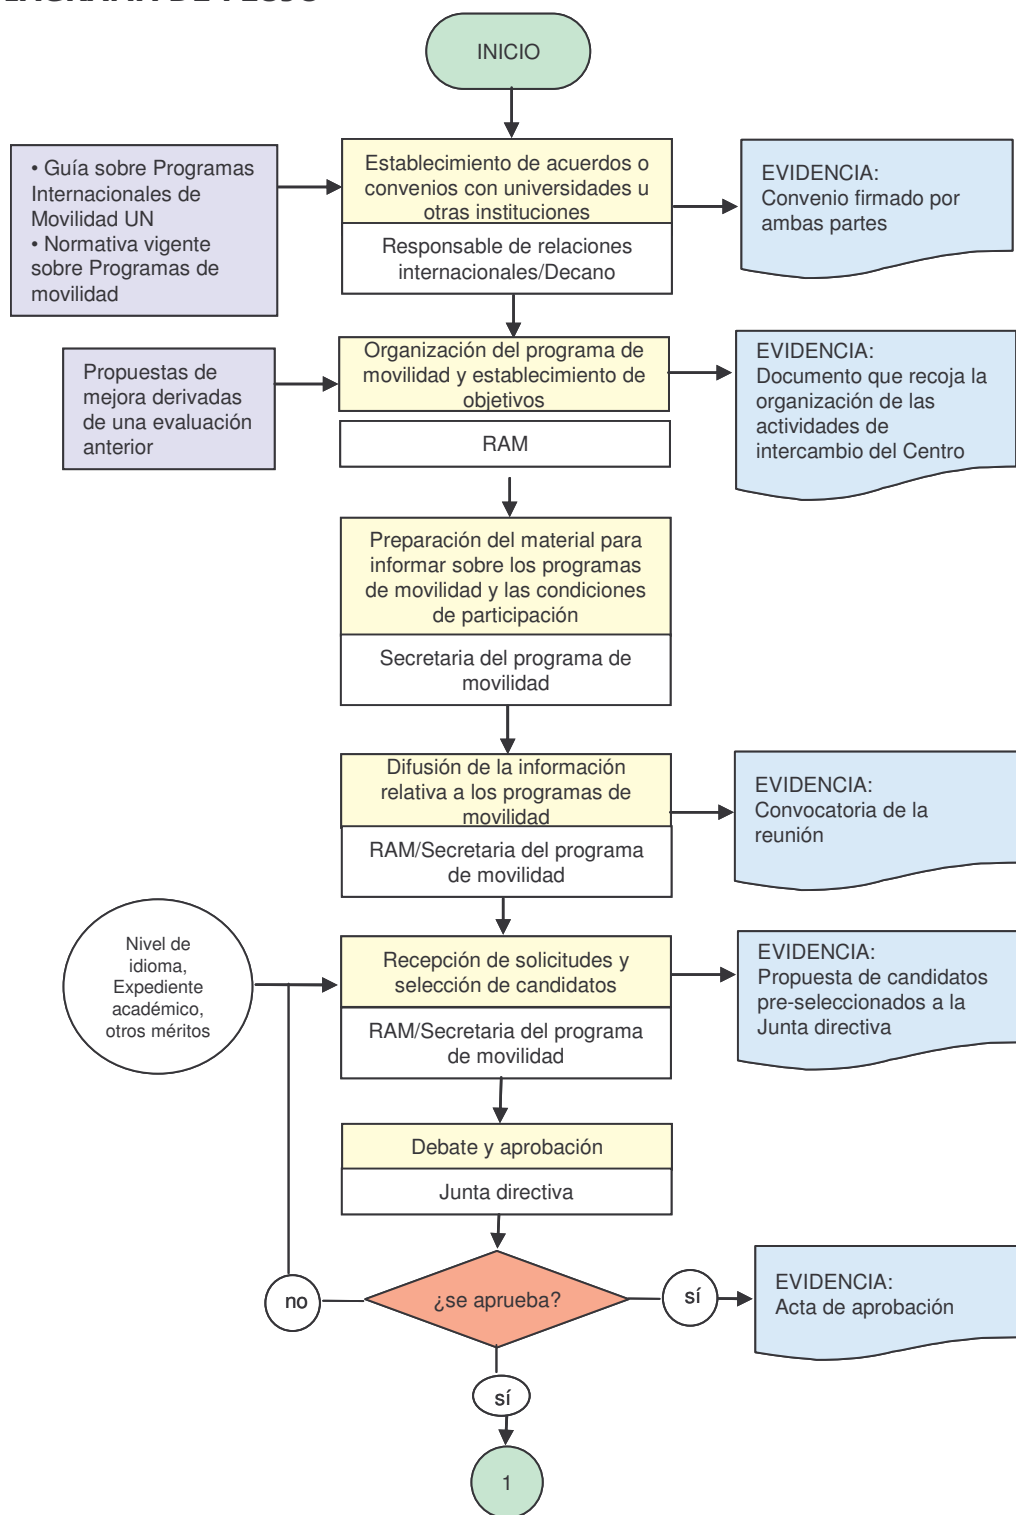 DIAGRAMA DE FLUJO
INICIO
• Guía sobre Programas
Internacionales de
Movilidad UN
• Normativa vigente
sobre Programas de
movilidad
Establecimiento de acuerdos o
convenios con universidades u
otras instituciones
Responsable de relaciones
internacionales/Decano
EVIDENCIA:
Convenio firmado por
ambas partes
Propuestas de
mejora derivadas
de una evaluación
anterior
Organización del programa de
movilidad y establecimiento de
objetivos
RAM
EVIDENCIA:
Documento que recoja la
organización de las
actividades de
intercambio del Centro
Preparación del material para
informar sobre los programas
de movilidad y las condiciones
de participación
Secretaria del programa de
movilidad
Difusión de la información
relativa a los programas de
movilidad
RAM/Secretaria del programa
de movilidad
EVIDENCIA:
Convocatoria de la
reunión
Nivel de
idioma,
Expediente
académico,
otros méritos
Recepción de solicitudes y
selección de candidatos
RAM/Secretaria del programa
de movilidad
EVIDENCIA:
Propuesta de candidatos
pre-seleccionados a la
Junta directiva
Debate y aprobación
Junta directiva
no
¿se aprueba?
sí
EVIDENCIA:
Acta de aprobación
sí
1